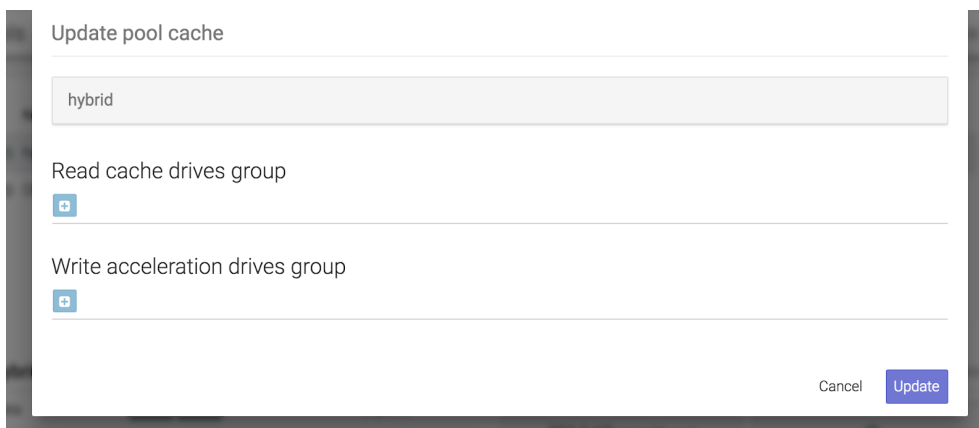 Update pool cache
hybrid
Read cache drives group
Write acceleration drives group
Cancel Update